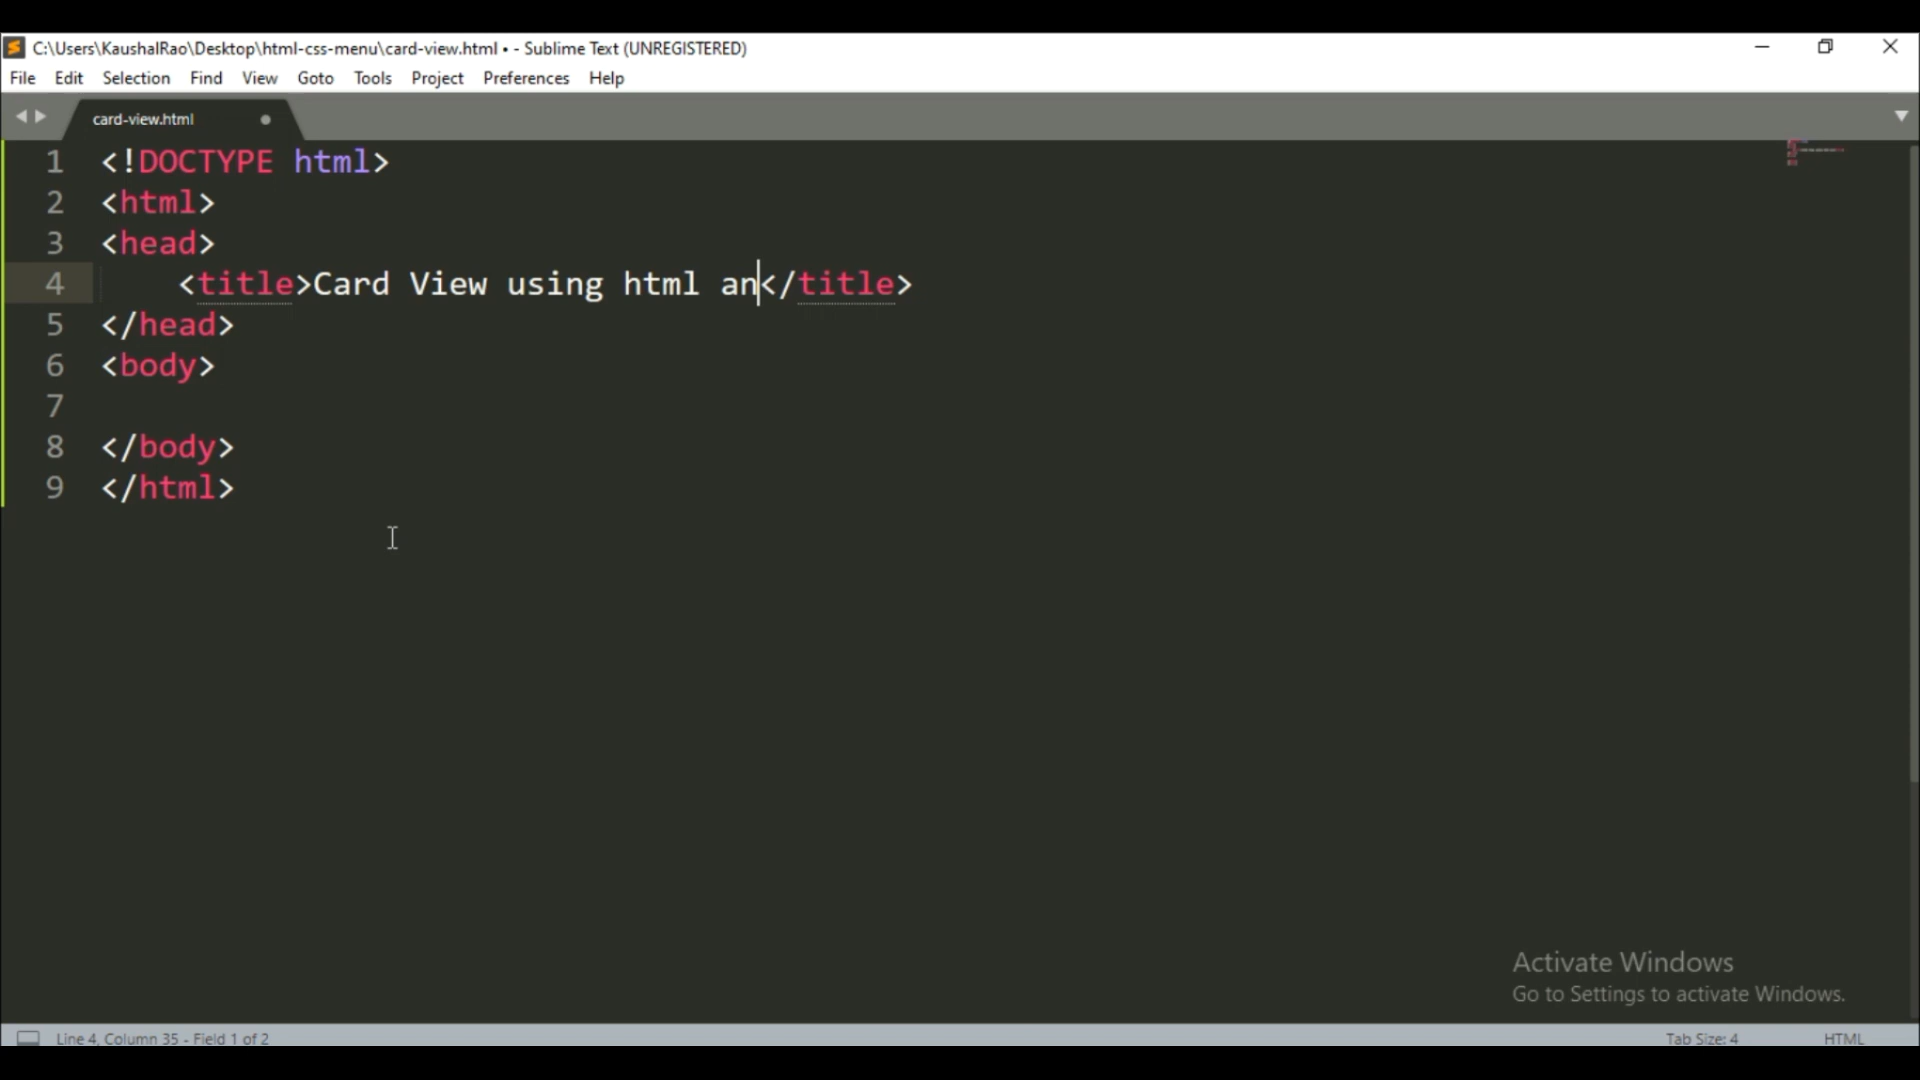 C:\Users\KaushalRao\Desktop\html-css-menu\card-view.html • - Sublime Text (UNREGISTERED)
File Edit Selection Find View Goto Tools Project Preferences Help
card-view.html
1 <!DOCTYPE html>
2 <html>
3 <head>
4 <title>Card View using html an</title>
5 </head>
6 <body>
7
8 </body>
9 </html>
Activate Windows
Go to Settings to activate Windows.
Line 4, Column 35 - Field 1 of 2 Tab Size: 4 HTML